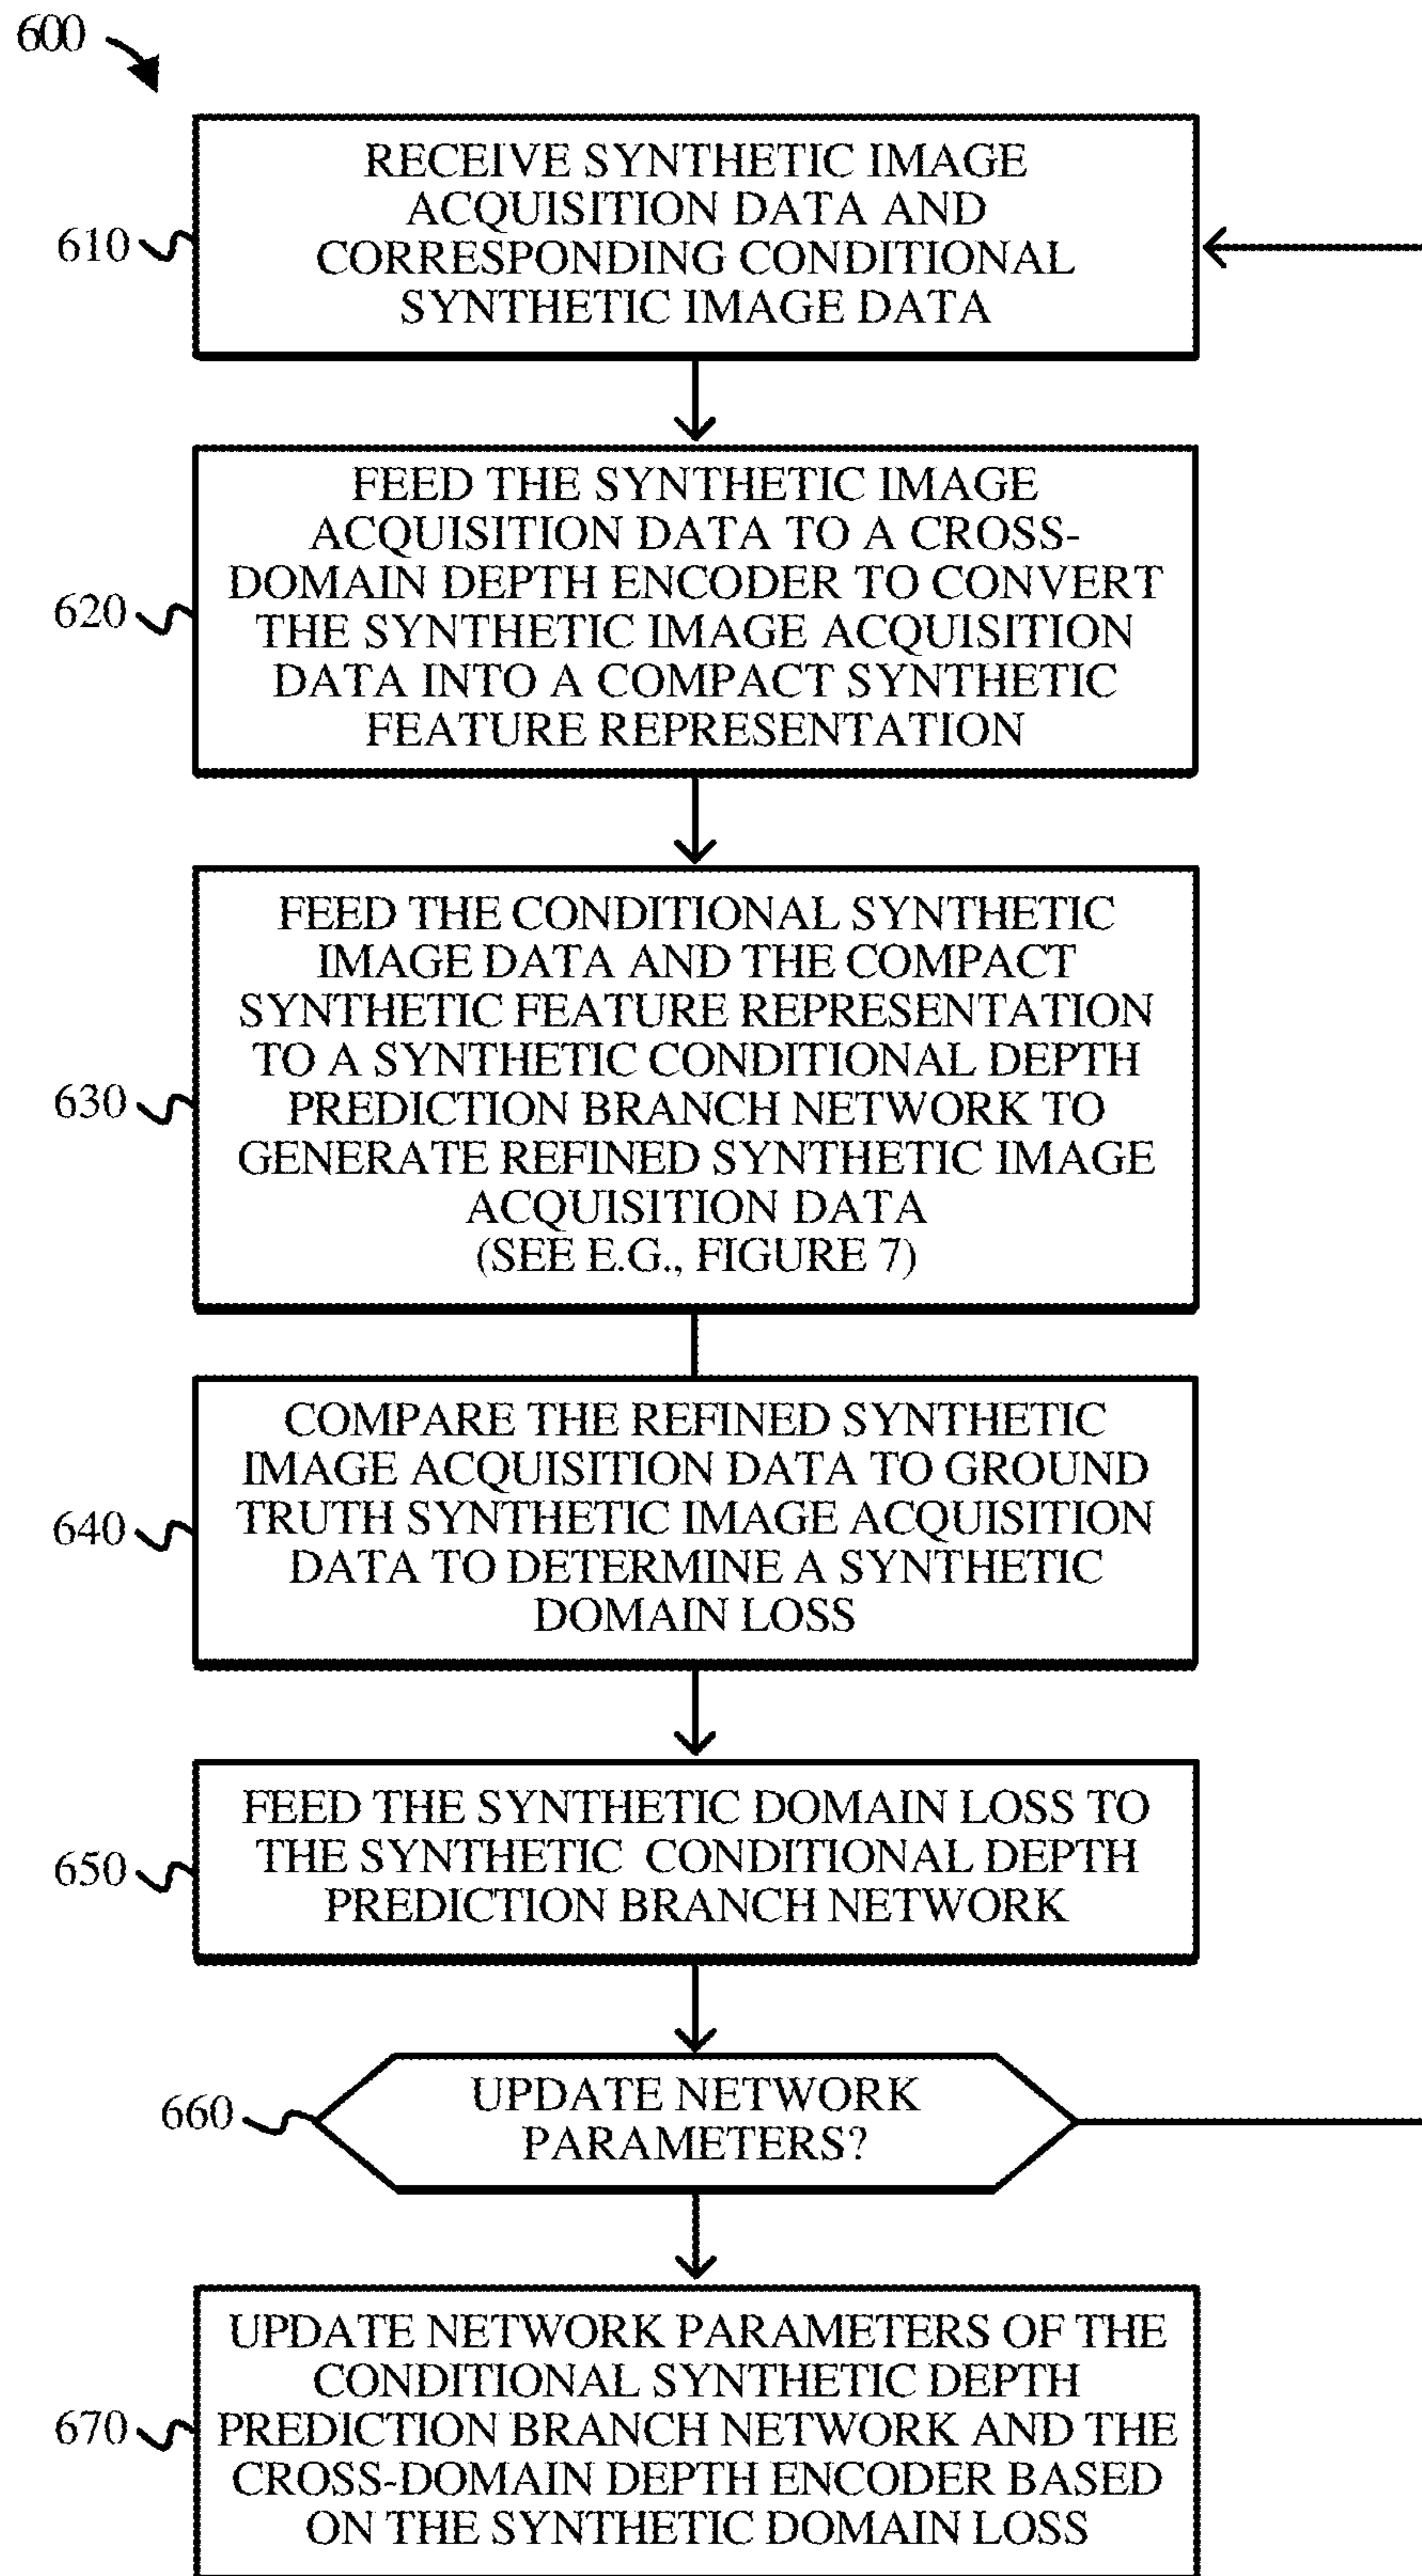 600
610
RECEIVE SYNTHETIC IMAGE
ACQUISITION DATA AND
CORRESPONDING CONDITIONAL
SYNTHETIC IMAGE DATA
620
FEED THE SYNTHETIC IMAGE
ACQUISITION DATA TO A CROSS-
DOMAIN DEPTH ENCODER TO CONVERT
THE SYNTHETIC IMAGE ACQUISITION
DATA INTO A COMPACT SYNTHETIC
FEATURE REPRESENTATION
630
FEED THE CONDITIONAL SYNTHETIC
IMAGE DATA AND THE COMPACT
SYNTHETIC FEATURE REPRESENTATION
TO A SYNTHETIC CONDITIONAL DEPTH
PREDICTION BRANCH NETWORK TO
GENERATE REFINED SYNTHETIC IMAGE
ACQUISITION DATA
(SEE E.G., FIGURE 7)
640
COMPARE THE REFINED SYNTHETIC
IMAGE ACQUISITION DATA TO GROUND
TRUTH SYNTHETIC IMAGE ACQUISITION
DATA TO DETERMINE A SYNTHETIC
DOMAIN LOSS
650
FEED THE SYNTHETIC DOMAIN LOSS TO
THE SYNTHETIC CONDITIONAL DEPTH
PREDICTION BRANCH NETWORK
660
UPDATE NETWORK
PARAMETERS?
670
UPDATE NETWORK PARAMETERS OF THE
CONDITIONAL SYNTHETIC DEPTH
PREDICTION BRANCH NETWORK AND THE
CROSS-DOMAIN DEPTH ENCODER BASED
ON THE SYNTHETIC DOMAIN LOSS